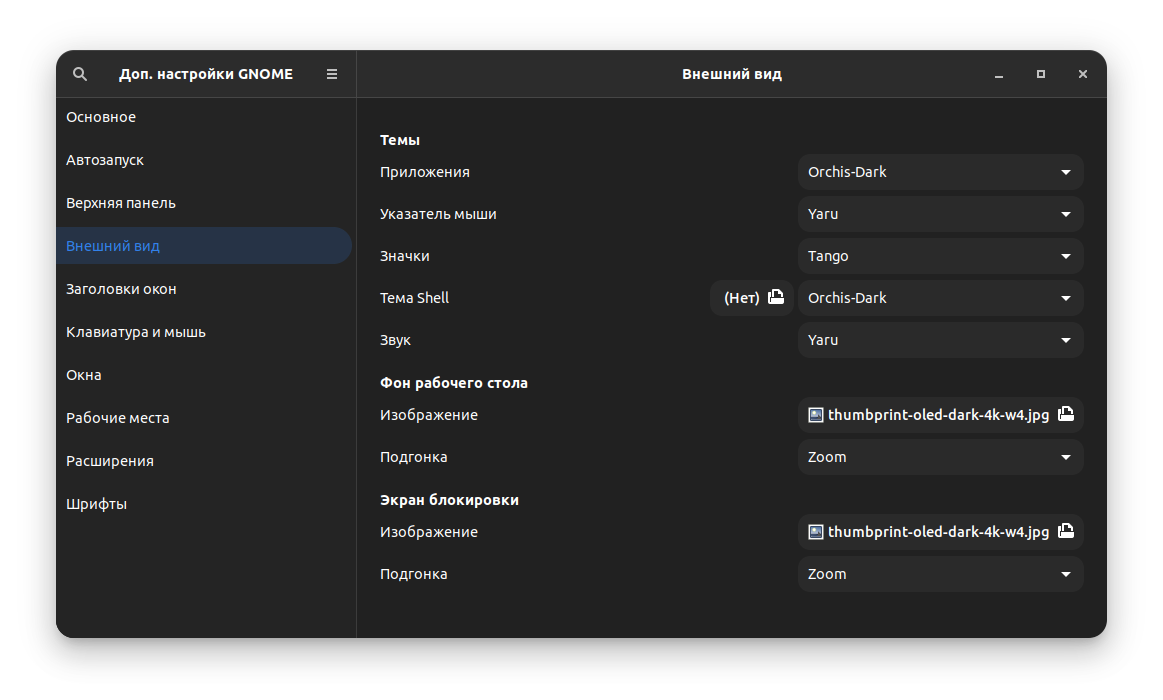 Доп. настройки GNOME
Внешний вид
Основное
Автозапуск
Верхняя панель
Внешний вид
Заголовки окон
Клавиатура и мышь
Окна
Рабочие места
Расширения
Шрифты
Темы
Приложения Orchis-Dark
Указатель мыши Yaru
Значки Tango
Тема Shell (Нет) Orchis-Dark
Звук Yaru
Фон рабочего стола
Изображение thumbprint-oled-dark-4k-w4.jpg
Подгонка Zoom
Экран блокировки
Изображение thumbprint-oled-dark-4k-w4.jpg
Подгонка Zoom